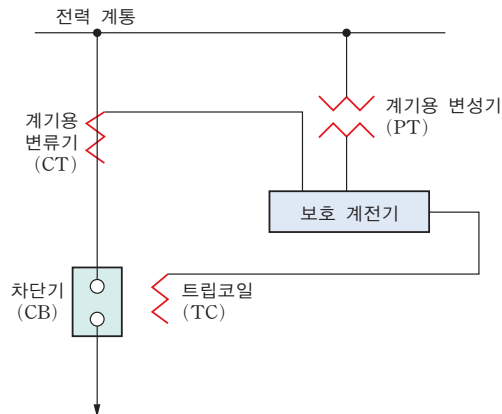 전력 계통
계기용
변류기
(CT)
계기용 변성기
(PT)
보호 계전기
차단기
(CB)
트립코일
(TC)